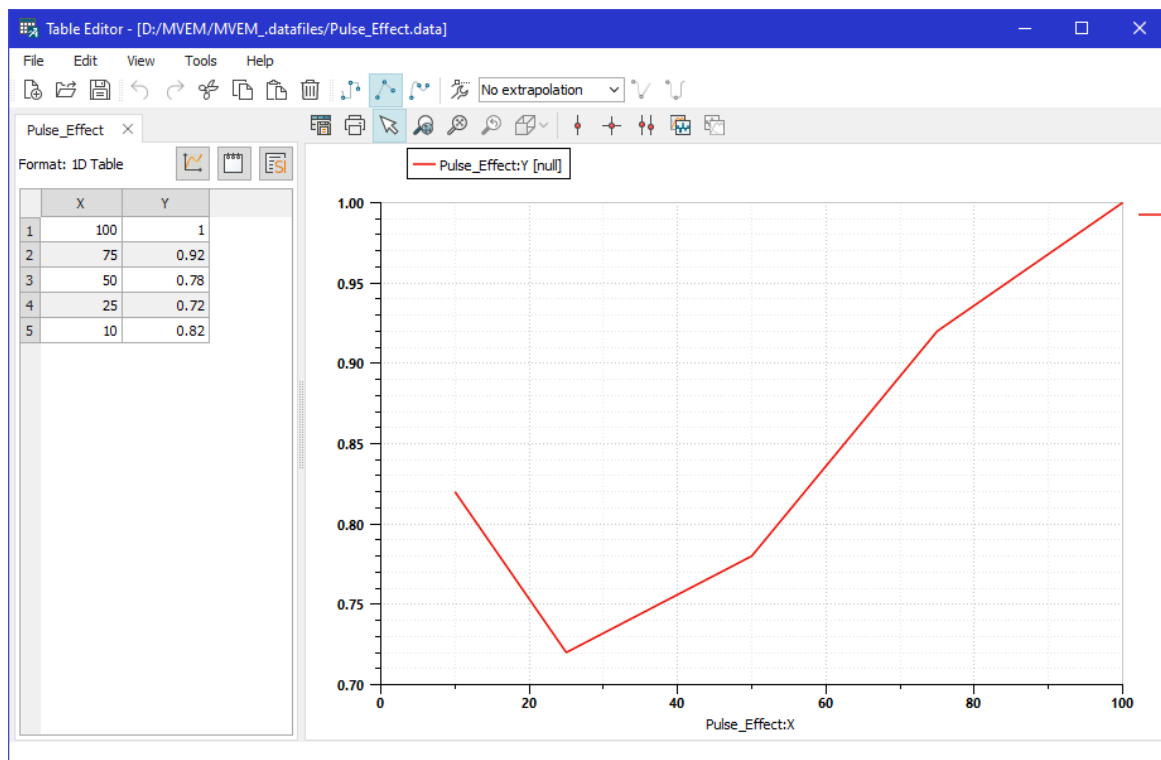 Table Editor - [D:/MVEM/MVEM_.datafiles/Pulse_Effect.data]
File Edit View Tools Help
No extrapolation
Pulse_Effect
Format: 1D Table
SI
X Y
1 100 1
2 75 0.92
3 50 0.78
4 25 0.72
5 10 0.82
Pulse_Effect:Y [null]
1.00
0.95
0.90
0.85
0.80
0.75
0.70
0 20 40 60 80 100
Pulse_Effect:X